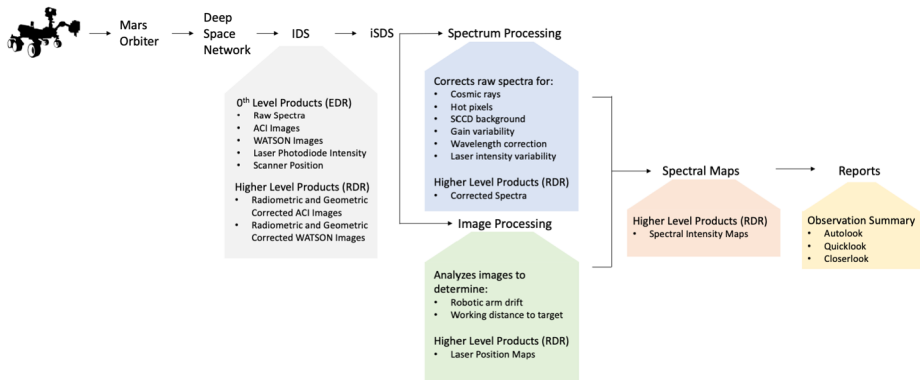 Mars
Orbiter
Deep
Space
Network
IDS
iSDS
Spectrum Processing
0th Level Products (EDR)
• Raw Spectra
• ACI Images
• WATSON Images
• Laser Photodiode Intensity
• Scanner Position
Higher Level Products (RDR)
• Radiometric and Geometric
Corrected ACI Images
• Radiometric and Geometric
Corrected WATSON Images
Corrects raw spectra for:
• Cosmic rays
• Hot pixels
• SCCD background
• Gain variability
• Wavelength correction
• Laser intensity variability
Higher Level Products (RDR)
• Corrected Spectra
Image Processing
Analyzes images to
determine:
• Robotic arm drift
• Working distance to target
Higher Level Products (RDR)
• Laser Position Maps
Spectral Maps
Higher Level Products (RDR)
• Spectral Intensity Maps
Reports
Observation Summary
• Autolook
• Quicklook
• Closerlook